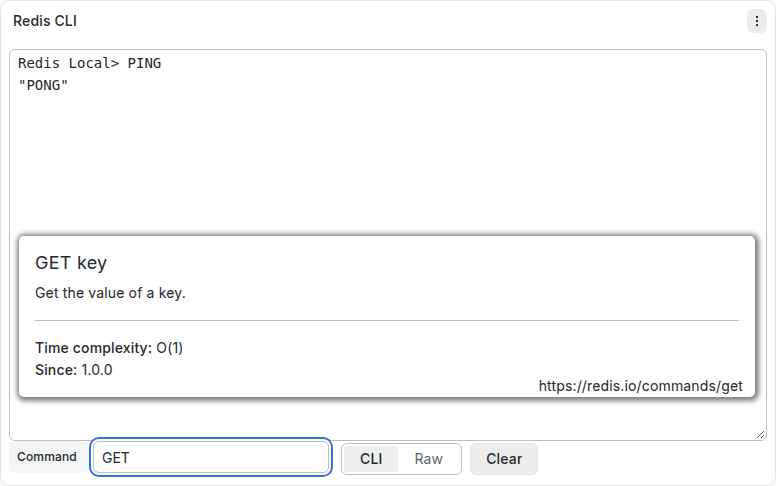 Redis CLI
Redis Local> PING
"PONG"
GET key
Get the value of a key.
Time complexity: O(1)
Since: 1.0.0
https://redis.io/commands/get
Command GET CLI Raw Clear